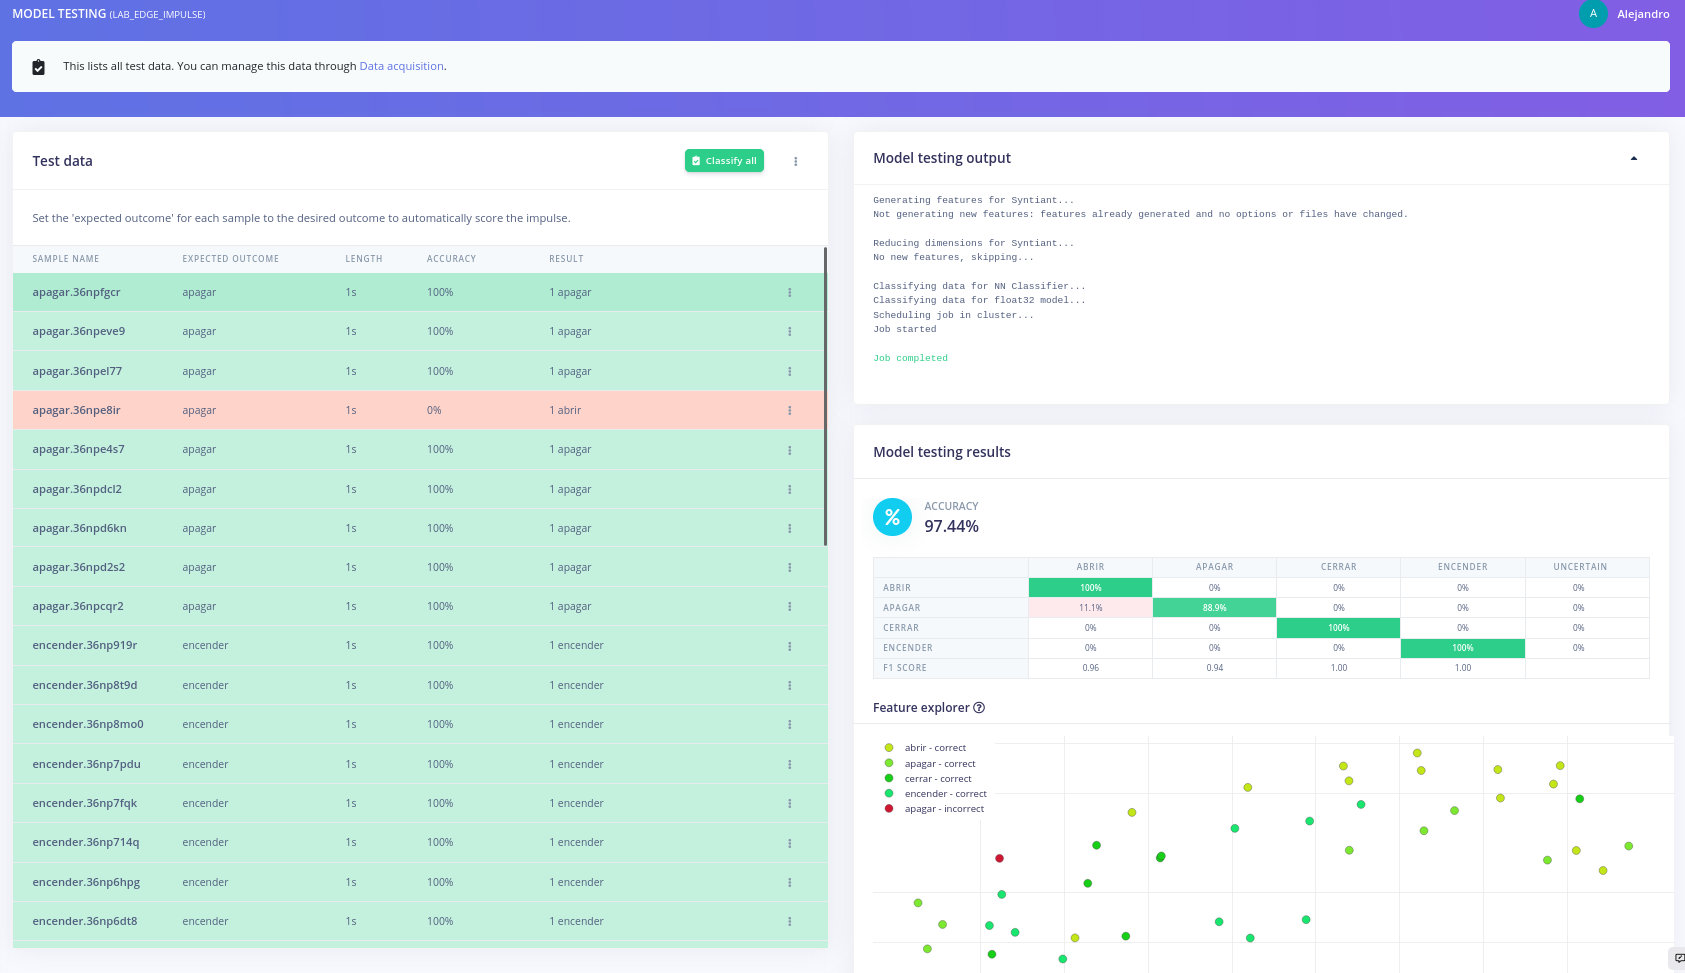 MODEL TESTING (LAB_EDGE_IMPULSE)
A Alejandro
This lists all test data. You can manage this data through Data acquisition.
Test data
Classify all
Set the 'expected outcome' for each sample to the desired outcome to automatically score the impulse.
SAMPLE NAME EXPECTED OUTCOME LENGTH ACCURACY RESULT
apagar.36npfgcr apagar 1s 100% 1 apagar
apagar.36npeve9 apagar 1s 100% 1 apagar
apagar.36npel77 apagar 1s 100% 1 apagar
apagar.36npe8ir apagar 1s 0% 1 abrir
apagar.36npe4s7 apagar 1s 100% 1 apagar
apagar.36npdcl2 apagar 1s 100% 1 apagar
apagar.36npd6kn apagar 1s 100% 1 apagar
apagar.36npd2s2 apagar 1s 100% 1 apagar
apagar.36npcqr2 apagar 1s 100% 1 apagar
encender.36np919r encender 1s 100% 1 encender
encender.36np8t9d encender 1s 100% 1 encender
encender.36np8mo0 encender 1s 100% 1 encender
encender.36np7pdu encender 1s 100% 1 encender
encender.36np7fqk encender 1s 100% 1 encender
encender.36np714q encender 1s 100% 1 encender
encender.36np6hpg encender 1s 100% 1 encender
encender.36np6dt8 encender 1s 100% 1 encender
Model testing output
Generating features for Syntiant...
Not generating new features: features already generated and no options or files have changed.
Reducing dimensions for Syntiant...
No new features, skipping...
Classifying data for NN Classifier...
Classifying data for float32 model...
Scheduling job in cluster...
Job started
Job completed
Model testing results
%
ACCURACY
97.44%
ABRIR APAGAR CERRAR ENCENDER UNCERTAIN
ABRIR 100% 0% 0% 0% 0%
APAGAR 11.1% 88.9% 0% 0% 0%
CERRAR 0% 0% 100% 0% 0%
ENCENDER 0% 0% 0% 100% 0%
F1 SCORE 0.96 0.94 1.00 1.00
Feature explorer ?
abrir - correct
apagar - correct
cerrar - correct
encender - correct
apagar - incorrect